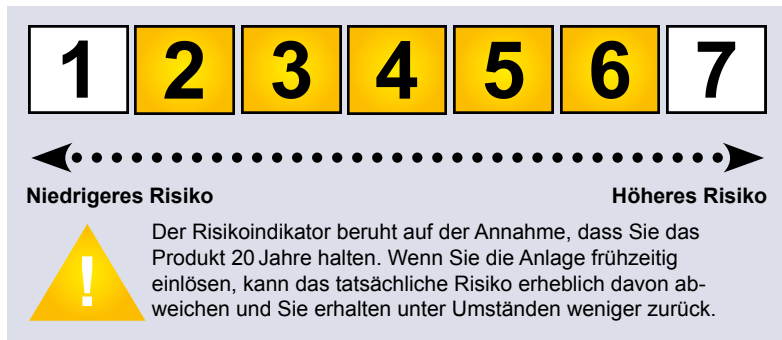 1 2 3 4 5 6 7
Niedrigeres Risiko Höheres Risiko
Der Risikoindikator beruht auf der Annahme, dass Sie das
Produkt 20 Jahre halten. Wenn Sie die Anlage frühzeitig
einlösen, kann das tatsächliche Risiko erheblich davon ab-
weichen und Sie erhalten unter Umständen weniger zurück.
!